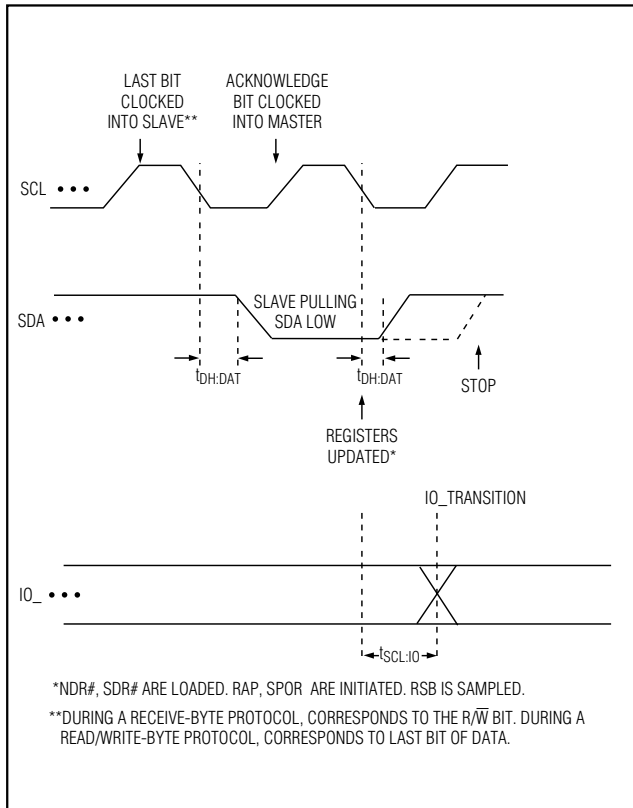 LAST BIT
CLOCKED
INTO SLAVE**
ACKNOWLEDGE
BIT CLOCKED
INTO MASTER
SCL •••
SDA •••
SLAVE PULLING
SDA LOW
tDH:DAT
tDH:DAT
STOP
REGISTERS
UPDATED*
IO_TRANSITION
IO_ •••
tSCL:IO
*NDR#, SDR# ARE LOADED. RAP, SPOR ARE INITIATED. RSB IS SAMPLED.
**DURING A RECEIVE-BYTE PROTOCOL, CORRESPONDS TO THE R/W̅ BIT. DURING A
READ/WRITE-BYTE PROTOCOL, CORRESPONDS TO LAST BIT OF DATA.